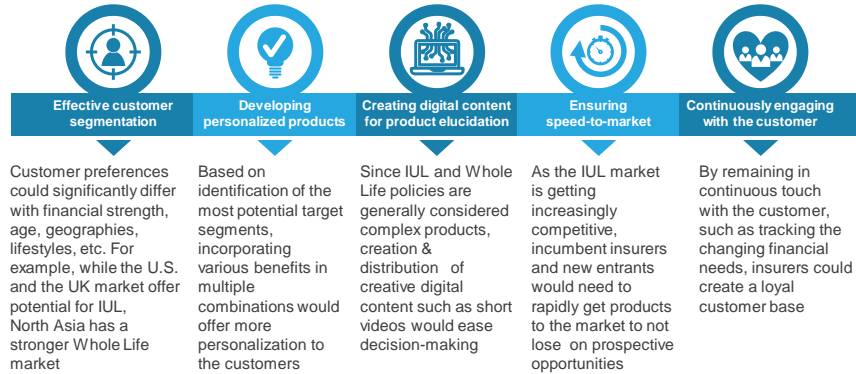 Effective customer
segmentation
Developing
personalized products
Creating digital content
for product elucidation
Ensuring
speed-to-market
Continuously engaging
with the customer
Customer preferences
could significantly differ
with financial strength,
age, geographies,
lifestyles, etc. For
example, while the U.S.
and the UK market offer
potential for IUL,
North Asia has a
stronger Whole Life
market
Based on
identification of the
most potential target
segments,
incorporating
various benefits in
multiple
combinations would
offer more
personalization to
the customers
Since IUL and Whole
Life policies are
generally considered
complex products,
creation &
distribution of
creative digital
content such as short
videos would ease
decision-making
As the IUL market
is getting
increasingly
competitive,
incumbent insurers
and new entrants
would need to
rapidly get products
to the market to not
lose on prospective
opportunities
By remaining in
continuous touch
with the customer,
such as tracking the
changing financial
needs, insurers could
create a loyal
customer base